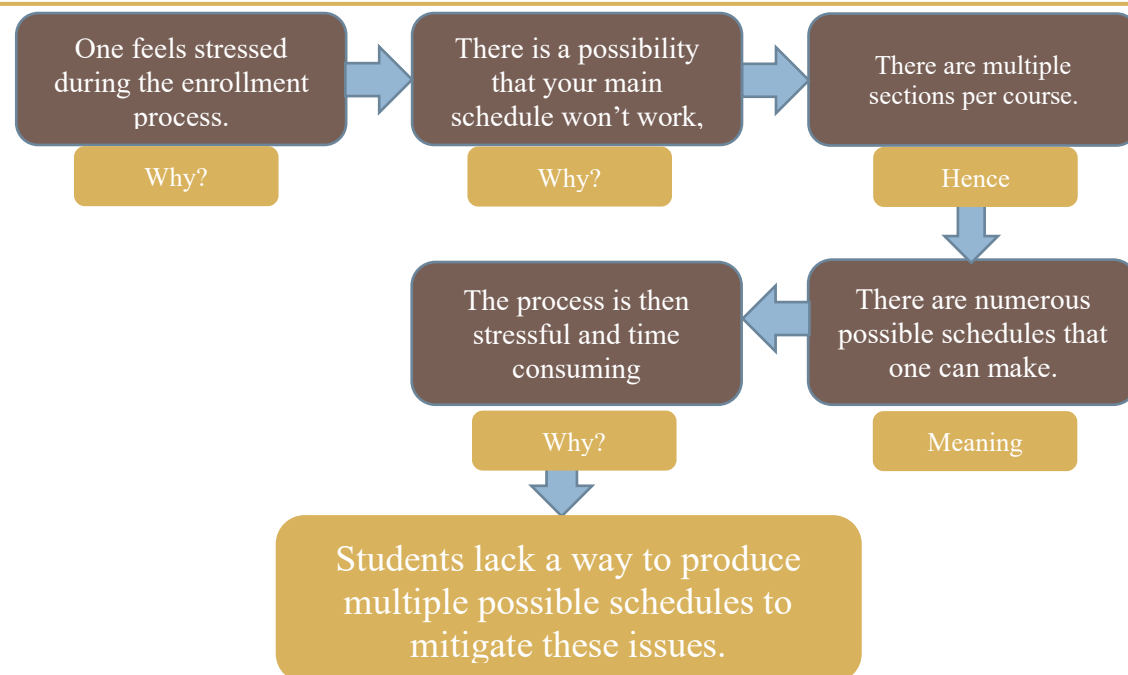 One feels stressed
during the enrollment
process.
Why?
There is a possibility
that your main
schedule won’t work,
Why?
There are multiple
sections per course.
Hence
There are numerous
possible schedules that
one can make.
Meaning
The process is then
stressful and time
consuming
Why?
Students lack a way to produce
multiple possible schedules to
mitigate these issues.